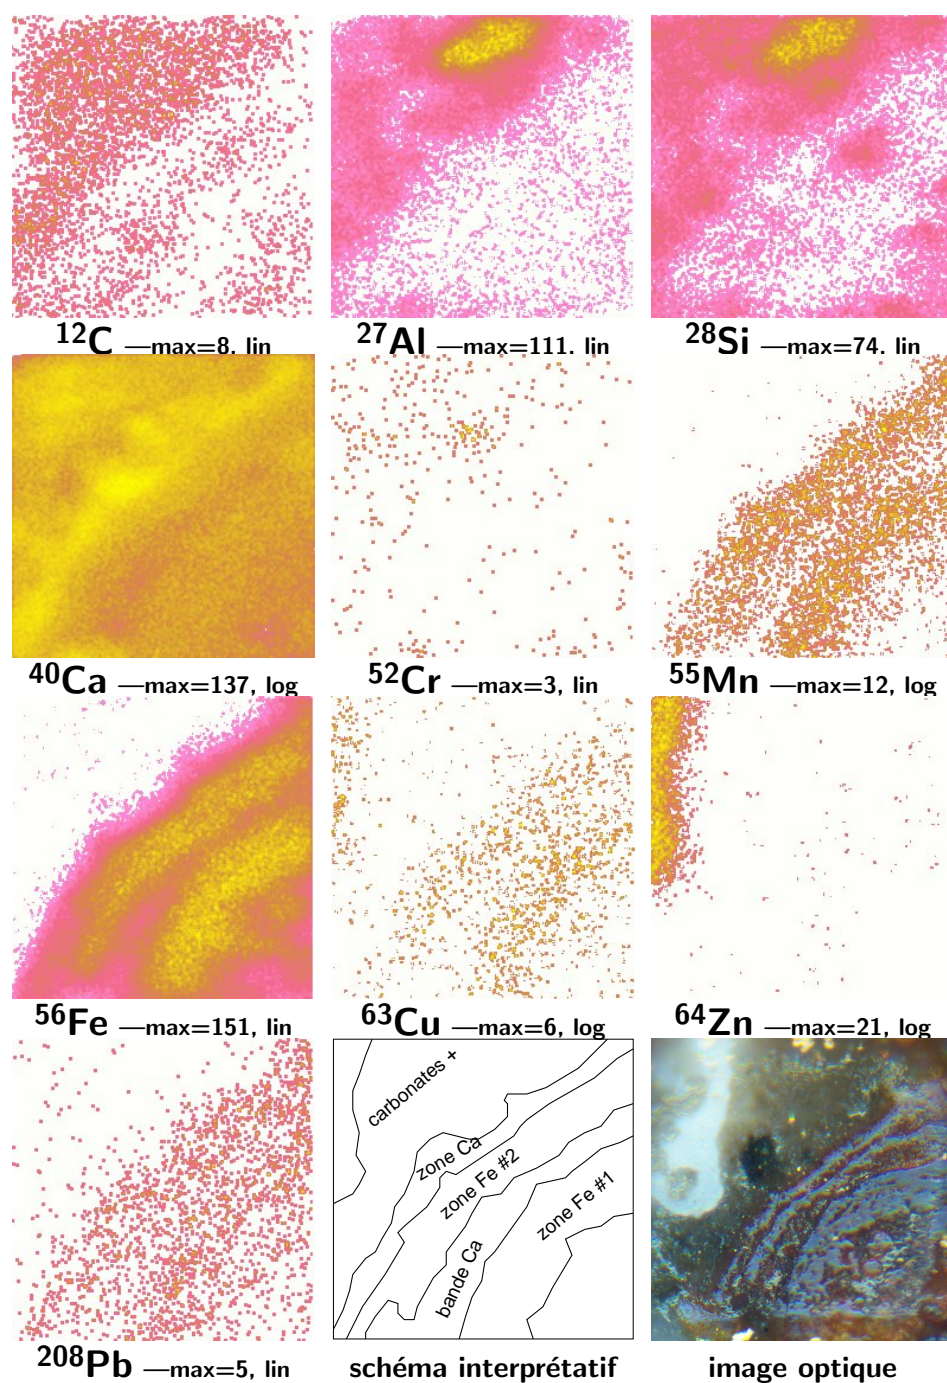 12C —max=8, lin
27Al —max=111, lin
28Si —max=74, lin
40Ca —max=137, log
52Cr —max=3, lin
55Mn —max=12, log
56Fe —max=151, lin
63Cu —max=6, log
64Zn —max=21, log
carbonates +
zone Ca
zone Fe #2
zone Fe #1
bande Ca
208Pb —max=5, lin
schéma interprétatif
image optique